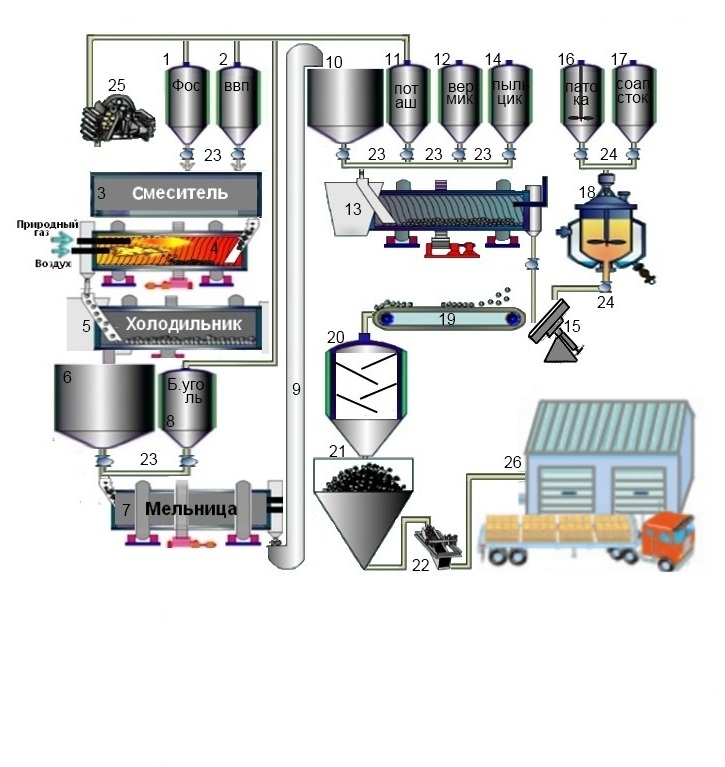 1
2
10
11
12
14
16
17
25
Фос
ввп
пот
аш
вер
мик
пыль
цик
пато
ка
соап
сток
23
23
23
23
24
3
Смеситель
13
18
Природный
газ
Воздух
4
24
5
Холодильник
19
15
20
6
Б.уго
ль
8
9
23
21
26
7
Мельница
22